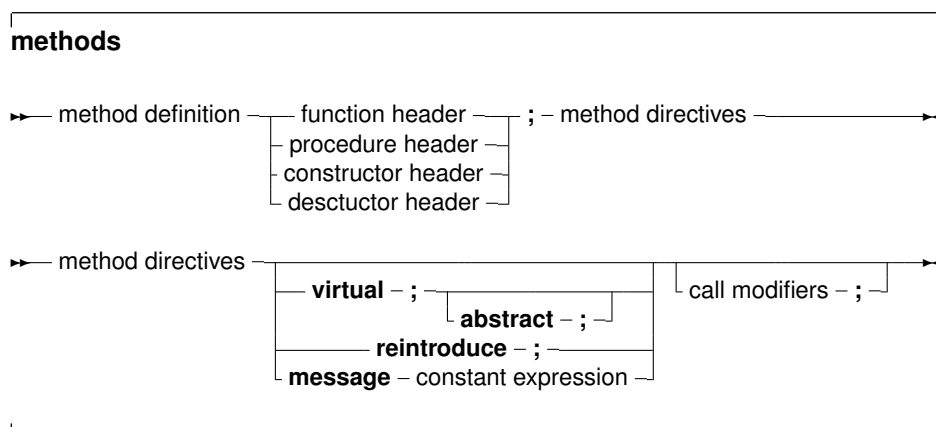 methods
method definition function header ; method directives
procedure header
constructor header
desctuctor header
method directives
virtual ; call modifiers ;
abstract ;
reintroduce ;
message constant expression